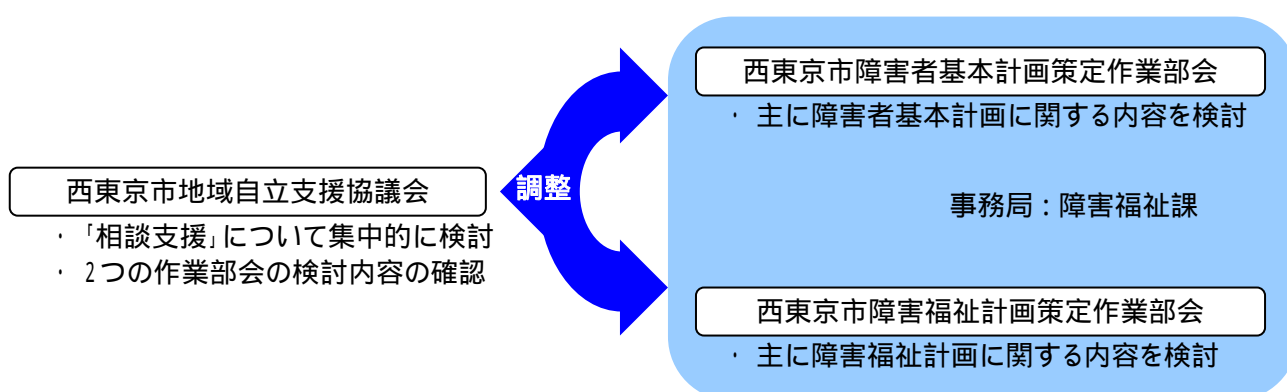 西東京市地域自立支援協議会
・ 「相談支援」について集中的に検討
・ 2つの作業部会の検討内容の確認
調整
西東京市障害者基本計画策定作業部会
・ 主に障害者基本計画に関する内容を検討
事務局：障害福祉課
西東京市障害福祉計画策定作業部会
・ 主に障害福祉計画に関する内容を検討